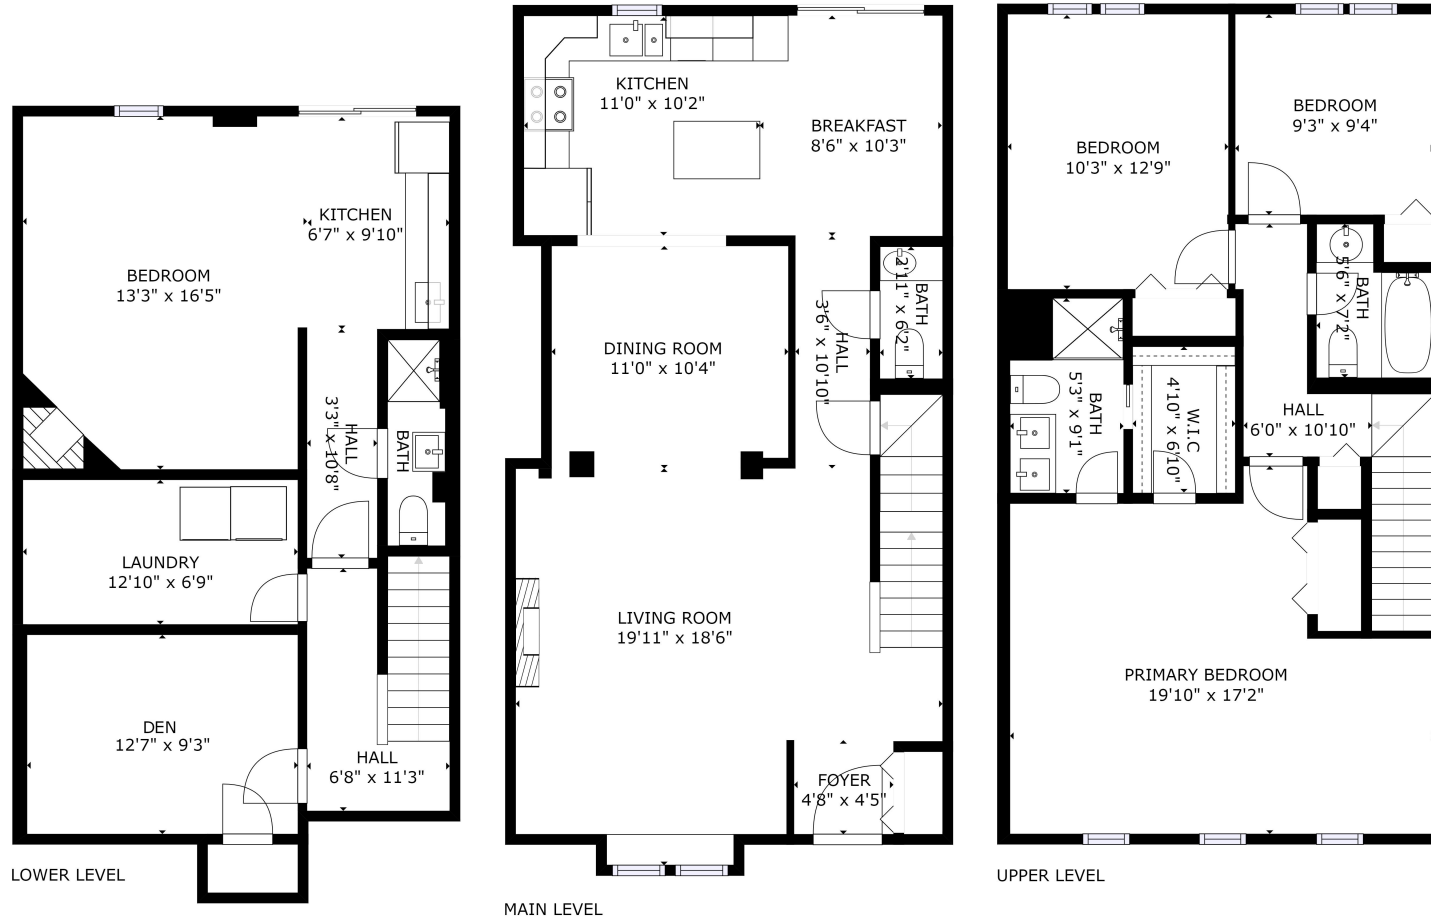 KITCHEN
6'7" x 9'10"
BEDROOM
13'3" x 16'5"
HALL
3'3" x 10'8"
BATH
LAUNDRY
12'10" x 6'9"
DEN
12'7" x 9'3"
HALL
6'8" x 11'3"
LOWER LEVEL
KITCHEN
11'0" x 10'2"
BREAKFAST
8'6" x 10'3"
BATH
2'11" x 6'2"
HALL
3'6" x 10'10"
DINING ROOM
11'0" x 10'4"
LIVING ROOM
19'11" x 18'6"
FOYER
4'8" x 4'5"
MAIN LEVEL
BEDROOM
9'3" x 9'4"
BEDROOM
10'3" x 12'9"
BATH
5'6" x 7'2"
BATH
5'3" x 9'1"
W.I.C
4'10" x 6'10"
HALL
6'0" x 10'10"
PRIMARY BEDROOM
19'10" x 17'2"
UPPER LEVEL